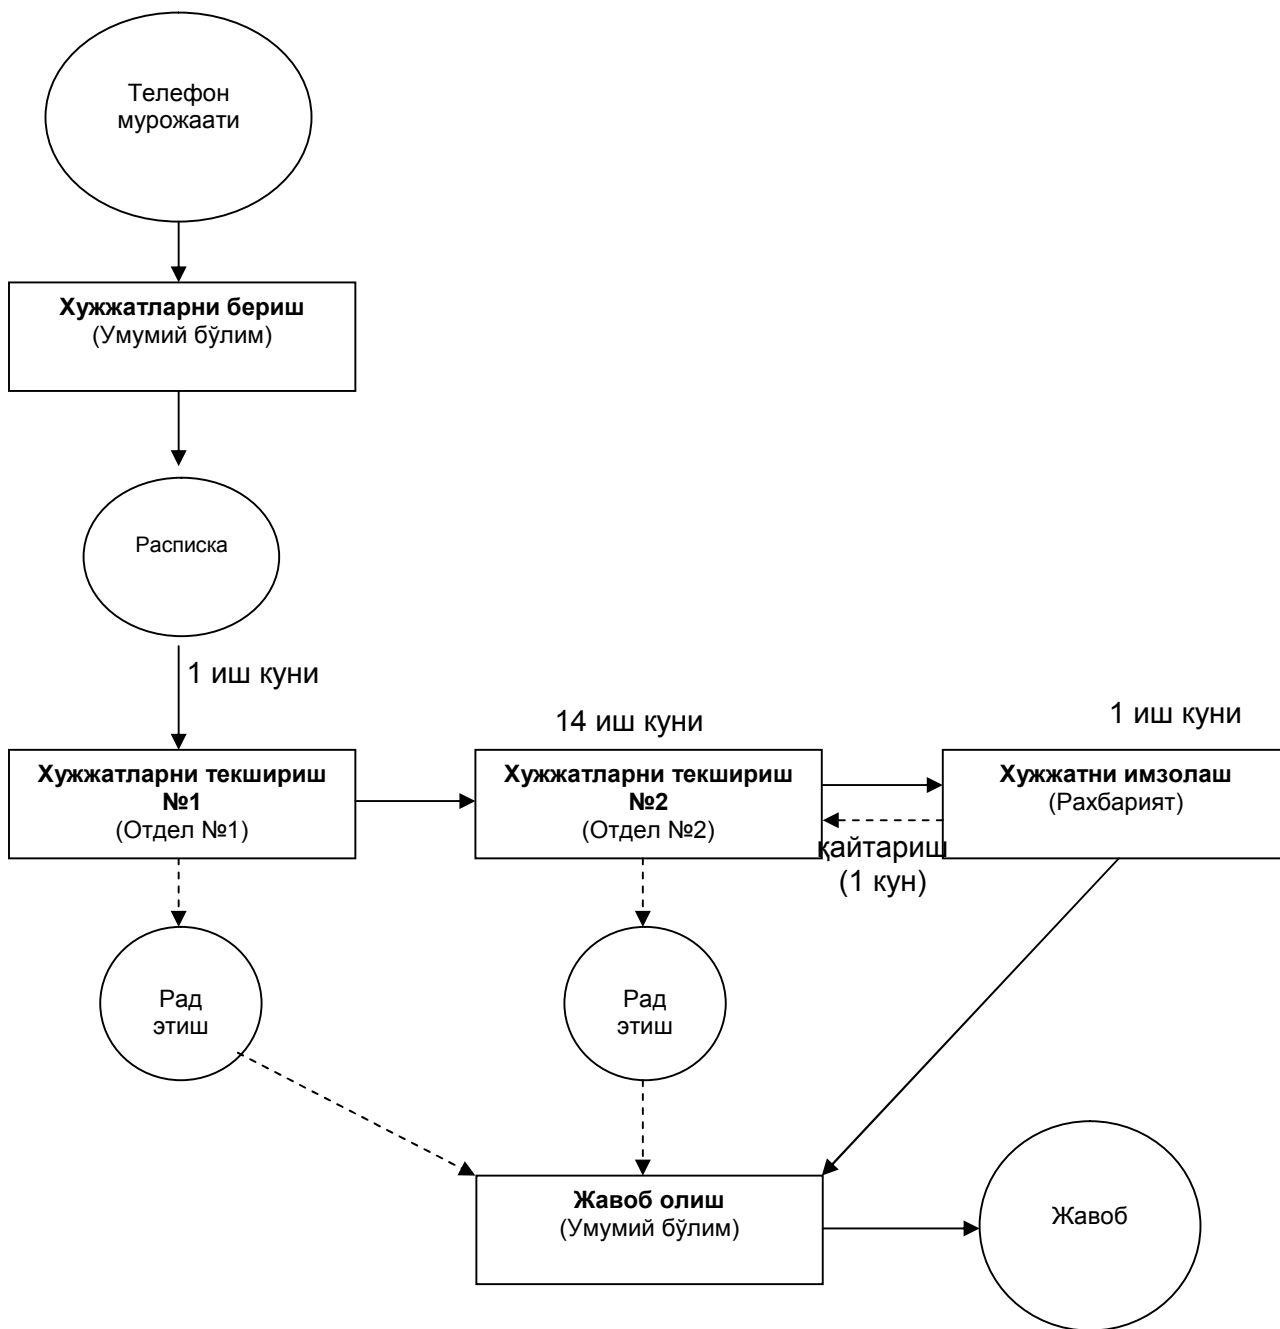 Телефон
мурожаати
Хужжатларни бериш
(Умумий бўлим)
Расписка
1 иш куни
14 иш куни
1 иш куни
Хужжатларни текшириш
№1
(Отдел №1)
Хужжатларни текшириш
№2
(Отдел №2)
Хужжатни имзолаш
(Рахбарият)
қайтариш
(1 кун)
Рад
этиш
Рад
этиш
Жавоб олиш
(Умумий бўлим)
Жавоб